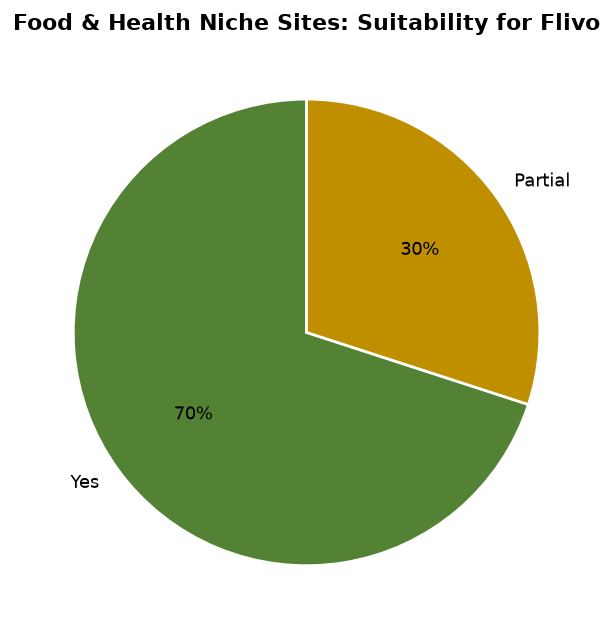 Food & Health Niche Sites: Suitability for Flivo
Partial
30%
70%
Yes